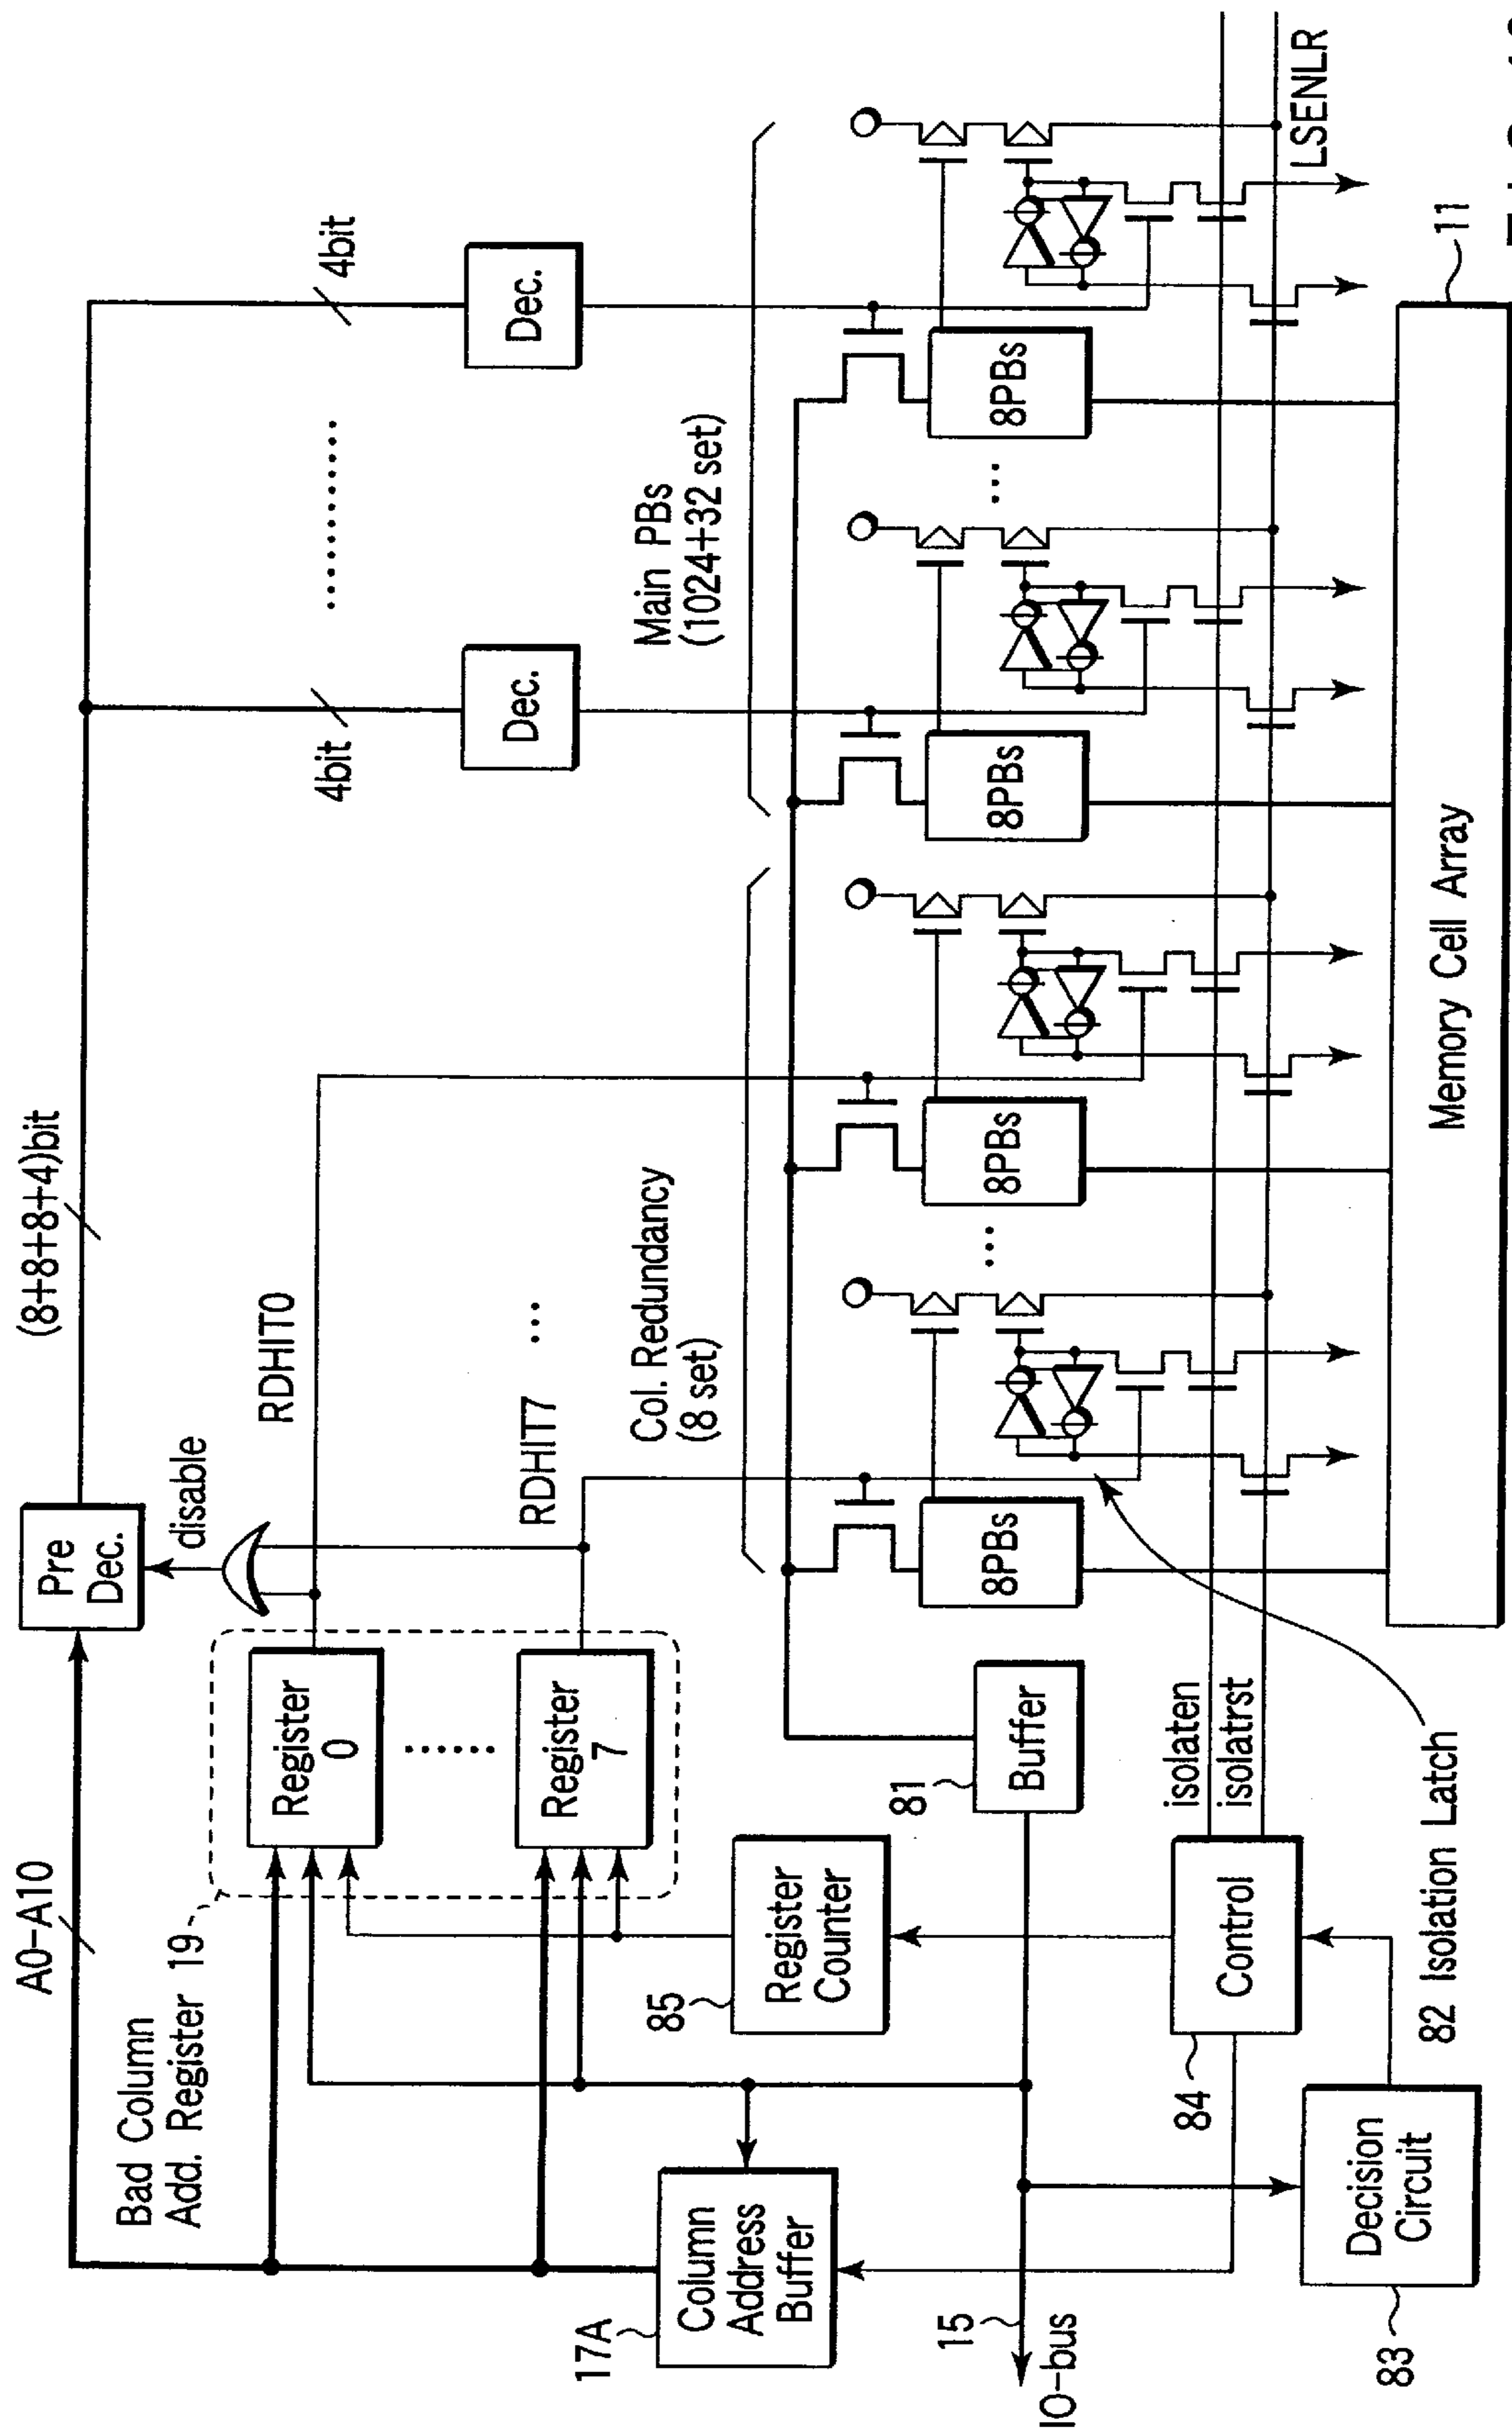 A0-A10
Pre
Dec.
(8+8+8+4)bit
disable
Bad Column
Add. Register 19
Register
0
Register
7
RDHIT0
RDHIT7
4bit
4bit
Dec.
Dec.
17A
Column
Address
Buffer
85
Register
Counter
81
Buffer
Col. Redundancy
(8 set)
Main PBs
(1024+32 set)
8PBs
8PBs
8PBs
8PBs
15
IO-bus
83
Decision
Circuit
84
Control
isolaten
isolatrst
82 Isolation Latch
LSENLR
Memory Cell Array
11